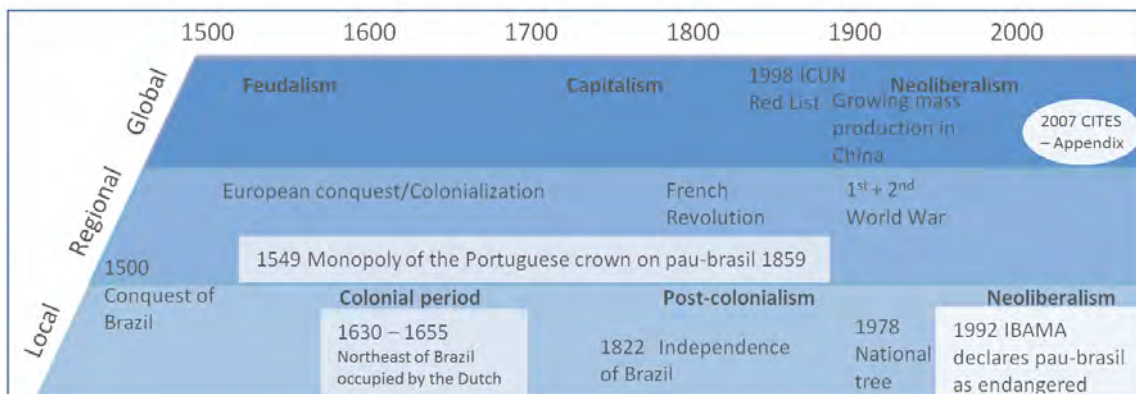 1500 1600 1700 1800 1900 2000
Global
Feudalism
Capitalism
1998 ICUN
Red List
Neoliberalism
Growing mass
production in
China
2007 CITES
– Appendix
Regional
European conquest/Colonialization
French
Revolution
1st + 2nd
World War
1549 Monopoly of the Portuguese crown on pau-brasil 1859
Local
1500
Conquest of
Brazil
Colonial period
1630 – 1655
Northeast of Brazil
occupied by the Dutch
Post-colonialism
1822 Independence
of Brazil
1978
National
tree
Neoliberalism
1992 IBAMA
declares pau-brasil
as endangered